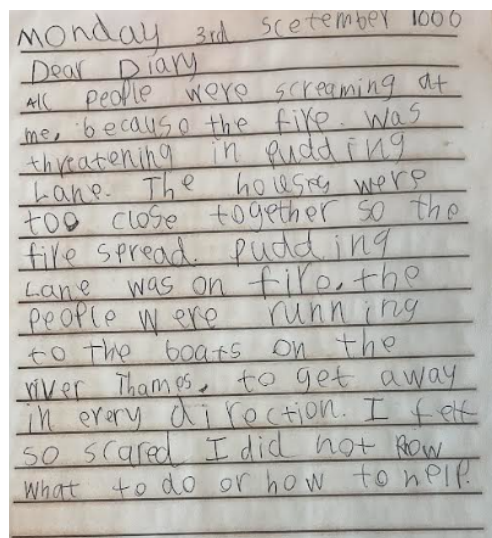 Monday 3rd Scetember 1666
Dear Diary
All people were screaming at
me, because the fire. was
threatening in pudding
Lane. The houses were
too close together so the
fire spread. pudding
Lane was on fire, the
people were running
to the boats on the
river Thames, to get away
in every direction. I felt
so scared I did not Row
what to do or how to help.